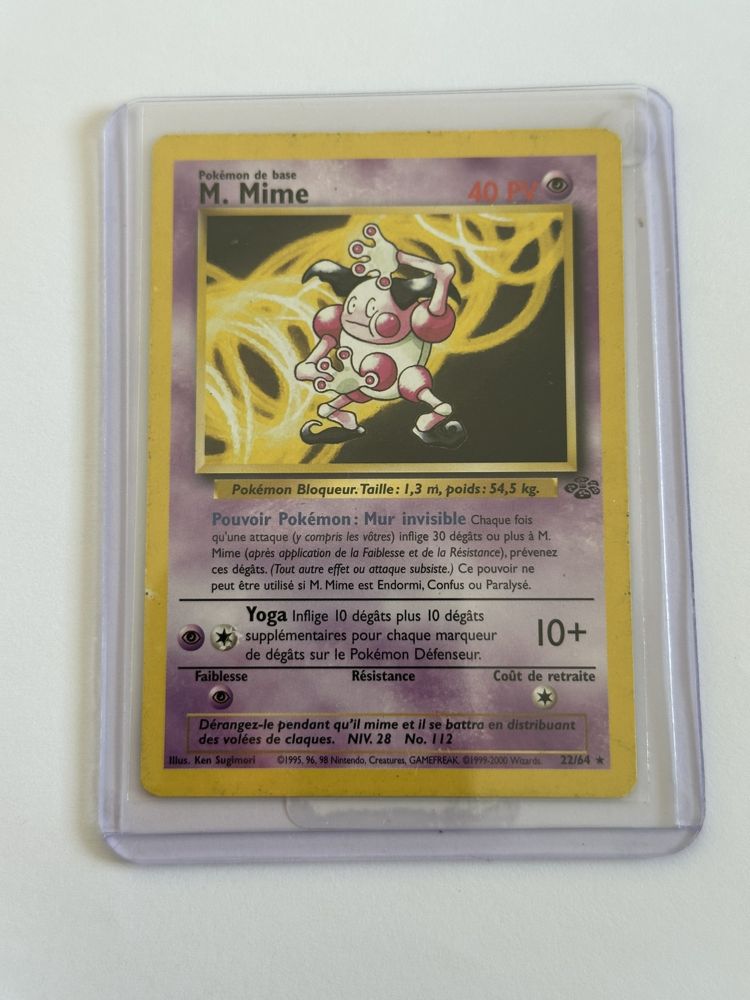 Pokémon de base
M. Mime
40 PV
Pokémon Bloqueur. Taille : 1,3 m, poids : 54,5 kg.
Pouvoir Pokémon : Mur invisible Chaque fois
qu'une attaque (y compris les vôtres) inflige 30 dégâts ou plus à M.
Mime (après application de la Faiblesse et de la Résistance), prévenez
ces dégâts. (Tout autre effet ou attaque subsiste.) Ce pouvoir ne
peut être utilisé si M. Mime est Endormi, Confus ou Paralysé.
Yoga Inflige 10 dégâts plus 10 dégâts
supplémentaires pour chaque marqueur
de dégâts sur le Pokémon Défenseur.
10+
Faiblesse Résistance Coût de retraite
Dérangez-le pendant qu'il mime et il se battra en distribuant
des volées de claques. NIV. 28 No. 112
Illus. Ken Sugimori ©1995, 96, 98 Nintendo, Creatures, GAMEFREAK. ©1999-2000 Wizards. 22/64 ★